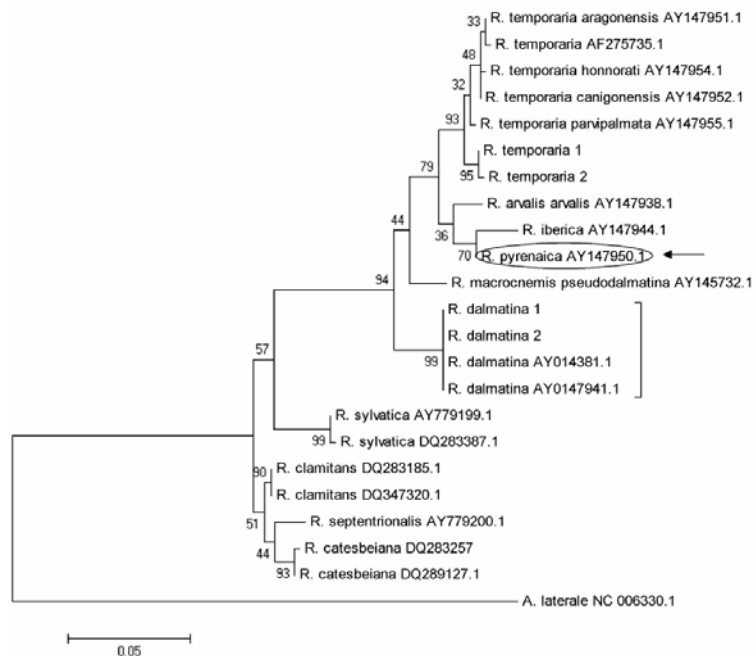 R. temporaria aragonensis AY147951.1
33
R. temporaria AF275735.1
48
R. temporaria honnorati AY147954.1
32
R. temporaria canigonensis AY147952.1
93
R. temporaria parvipalmata AY147955.1
R. temporaria 1
79
95
R. temporaria 2
R. arvalis arvalis AY147938.1
44
36
R. iberica AY147944.1
70
R. pyrenaica AY147950.1
94
R. macrocnemis pseudodalmatina AY145732.1
R. dalmatina 1
R. dalmatina 2
57
99
R. dalmatina AY014381.1
R. dalmatina AY0147941.1
R. sylvatica AY779199.1
99
R. sylvatica DQ283387.1
90
R. clamitans DQ283185.1
R. clamitans DQ347320.1
51
R. septentrionalis AY779200.1
44
R. catesbeiana DQ283257
93
R. catesbeiana DQ289127.1
A. laterale NC 006330.1
0.05